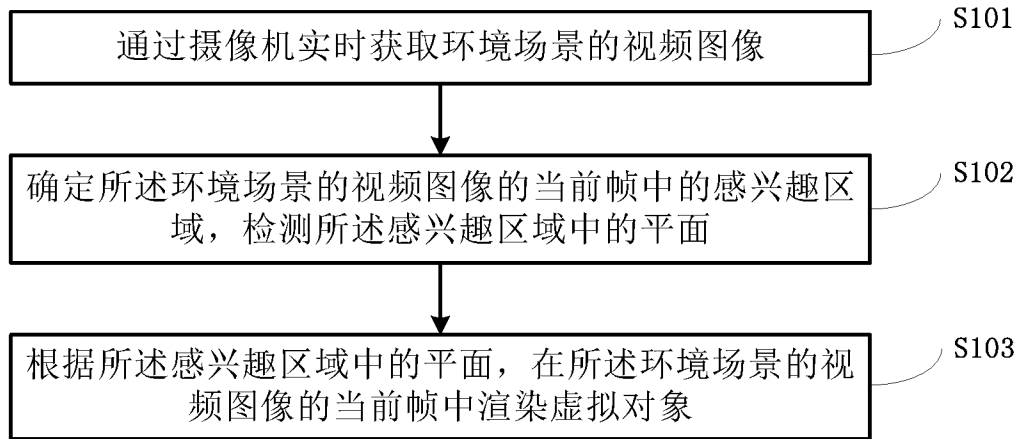 通过摄像机实时获取环境场景的视频图像
S101
确定所述环境场景的视频图像的当前帧中的感兴趣区
域，检测所述感兴趣区域中的平面
S102
根据所述感兴趣区域中的平面，在所述环境场景的视
频图像的当前帧中渲染虚拟对象
S103